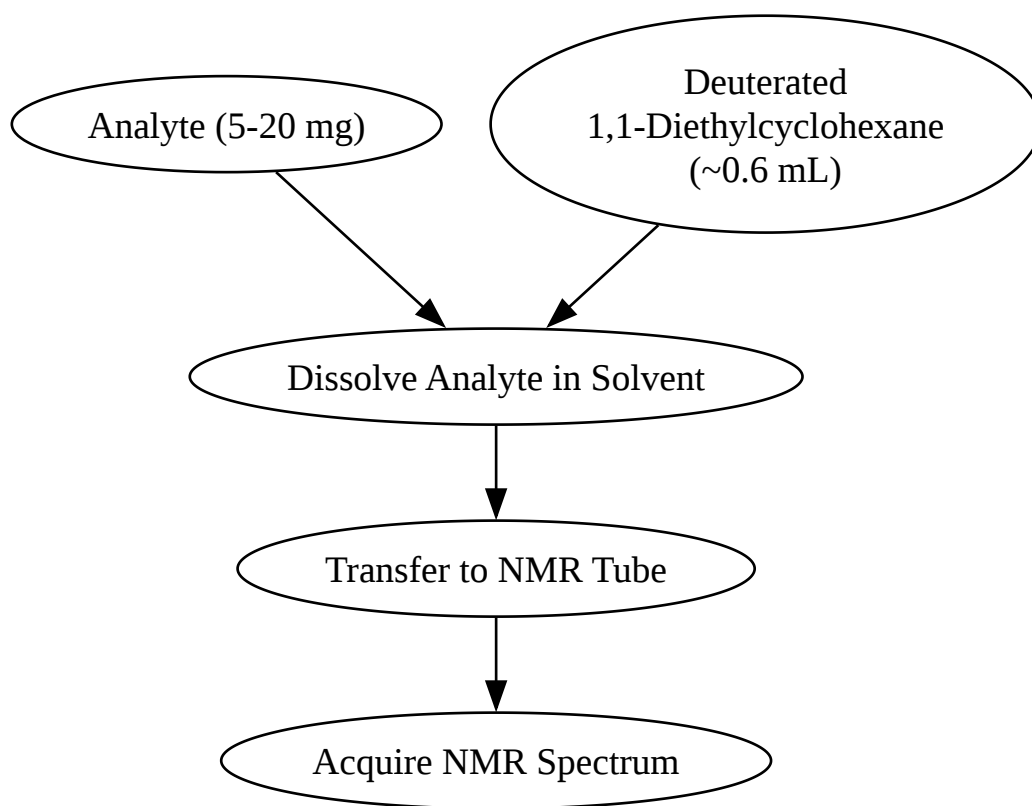 Analyte (5-20 mg)
Deuterated
1,1-Diethylcyclohexane
(~0.6 mL)
Dissolve Analyte in Solvent
Transfer to NMR Tube
Acquire NMR Spectrum